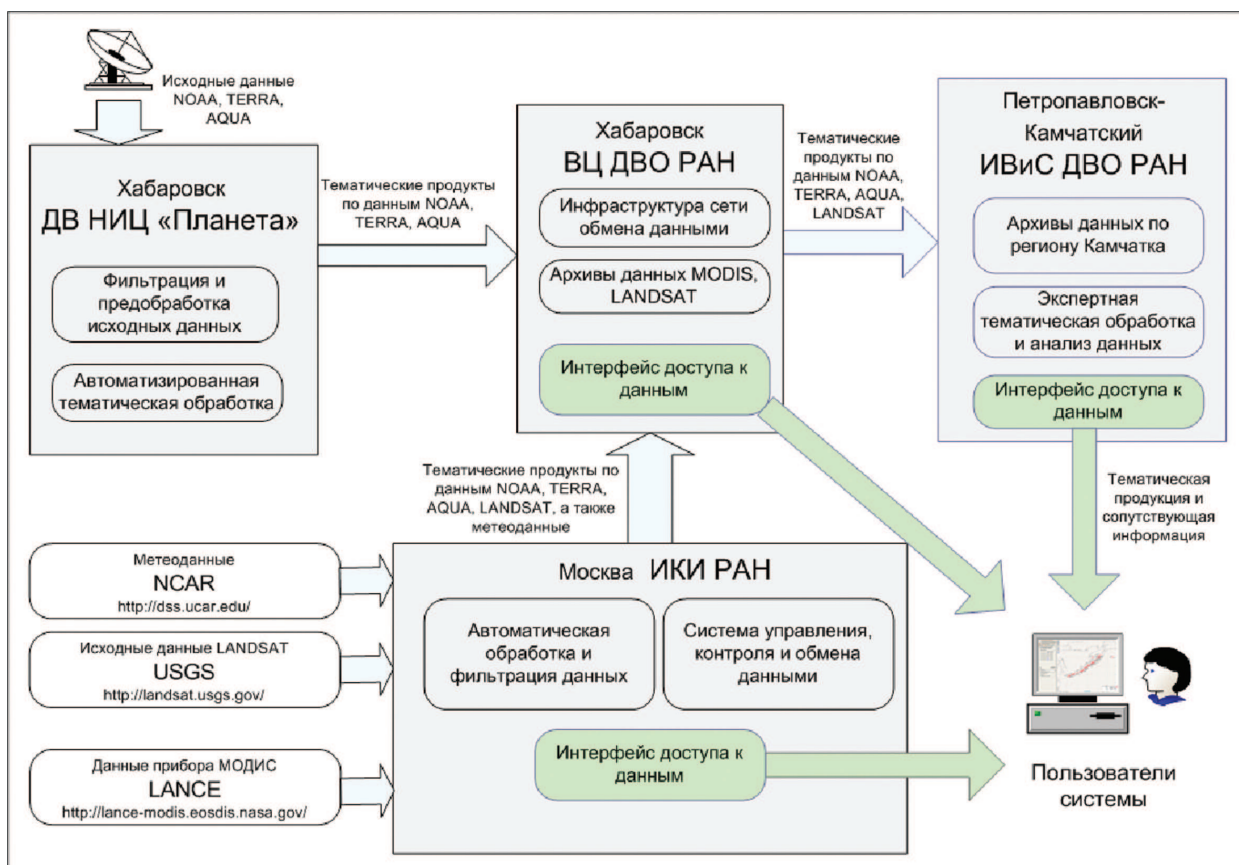 Исходные данные
NOAA, TERRA,
AQUA
Хабаровск
ДВ НИЦ «Планета»
Фильтрация и
предобработка
исходных данных
Автоматизированная
тематическая обработка
Тематические продукты
по данным NOAA,
TERRA, AQUA
Хабаровск
ВЦ ДВО РАН
Инфраструктура сети
обмена данными
Архивы данных MODIS,
LANDSAT
Интерфейс доступа к
данным
Тематические
продукты по
данным NOAA,
TERRA, AQUA,
LANDSAT
Петропавловск-
Камчатский
ИВиС ДВО РАН
Архивы данных по
региону Камчатка
Экспертная
тематическая обработка
и анализ данных
Интерфейс доступа к
данным
Тематическая
продукция и
сопутствующая
информация
Тематические продукты по
данным NOAA, TERRA,
AQUA, LANDSAT, а также
метеоданные
Метеоданные
NCAR
http://dss.ucar.edu/
Исходные данные LANDSAT
USGS
http://landsat.usgs.gov/
Данные прибора МОДИС
LANCE
http://lance-modis.eosdis.nasa.gov/
Москва ИКИ РАН
Автоматическая
обработка и
фильтрация данных
Система управления,
контроля и обмена
данными
Интерфейс доступа к
данным
Пользователи
системы